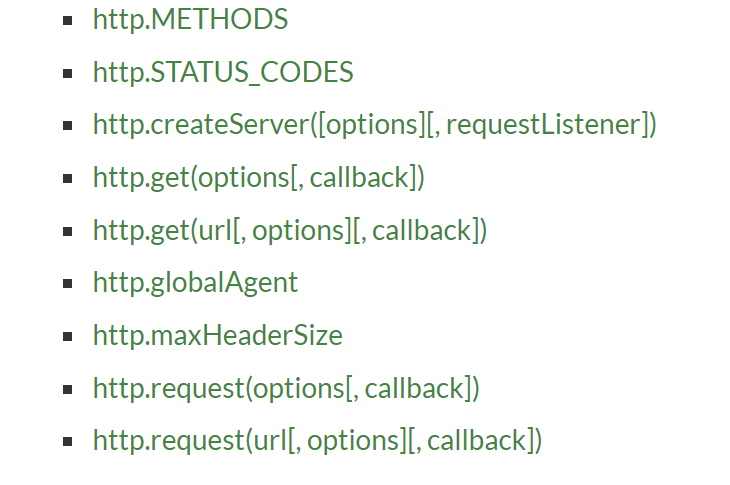 http.METHODS
http.STATUS_CODES
http.createServer([options][, requestListener])
http.get(options[, callback])
http.get(url[, options][, callback])
http.globalAgent
http.maxHeaderSize
http.request(options[, callback])
http.request(url[, options][, callback])